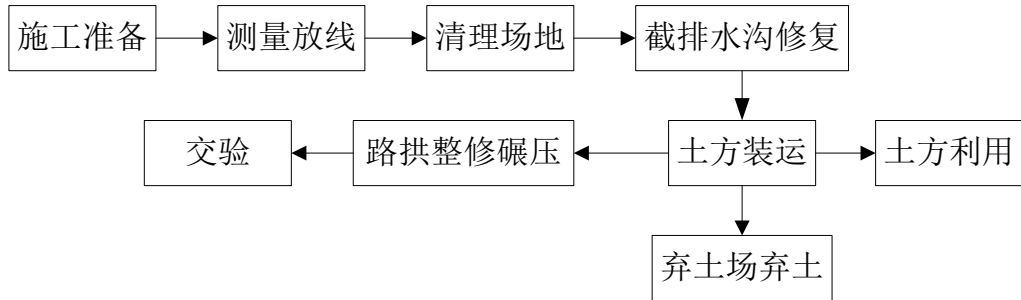 施工准备
测量放线
清理场地
截排水沟修复
交验
路拱整修碾压
土方装运
土方利用
弃土场弃土